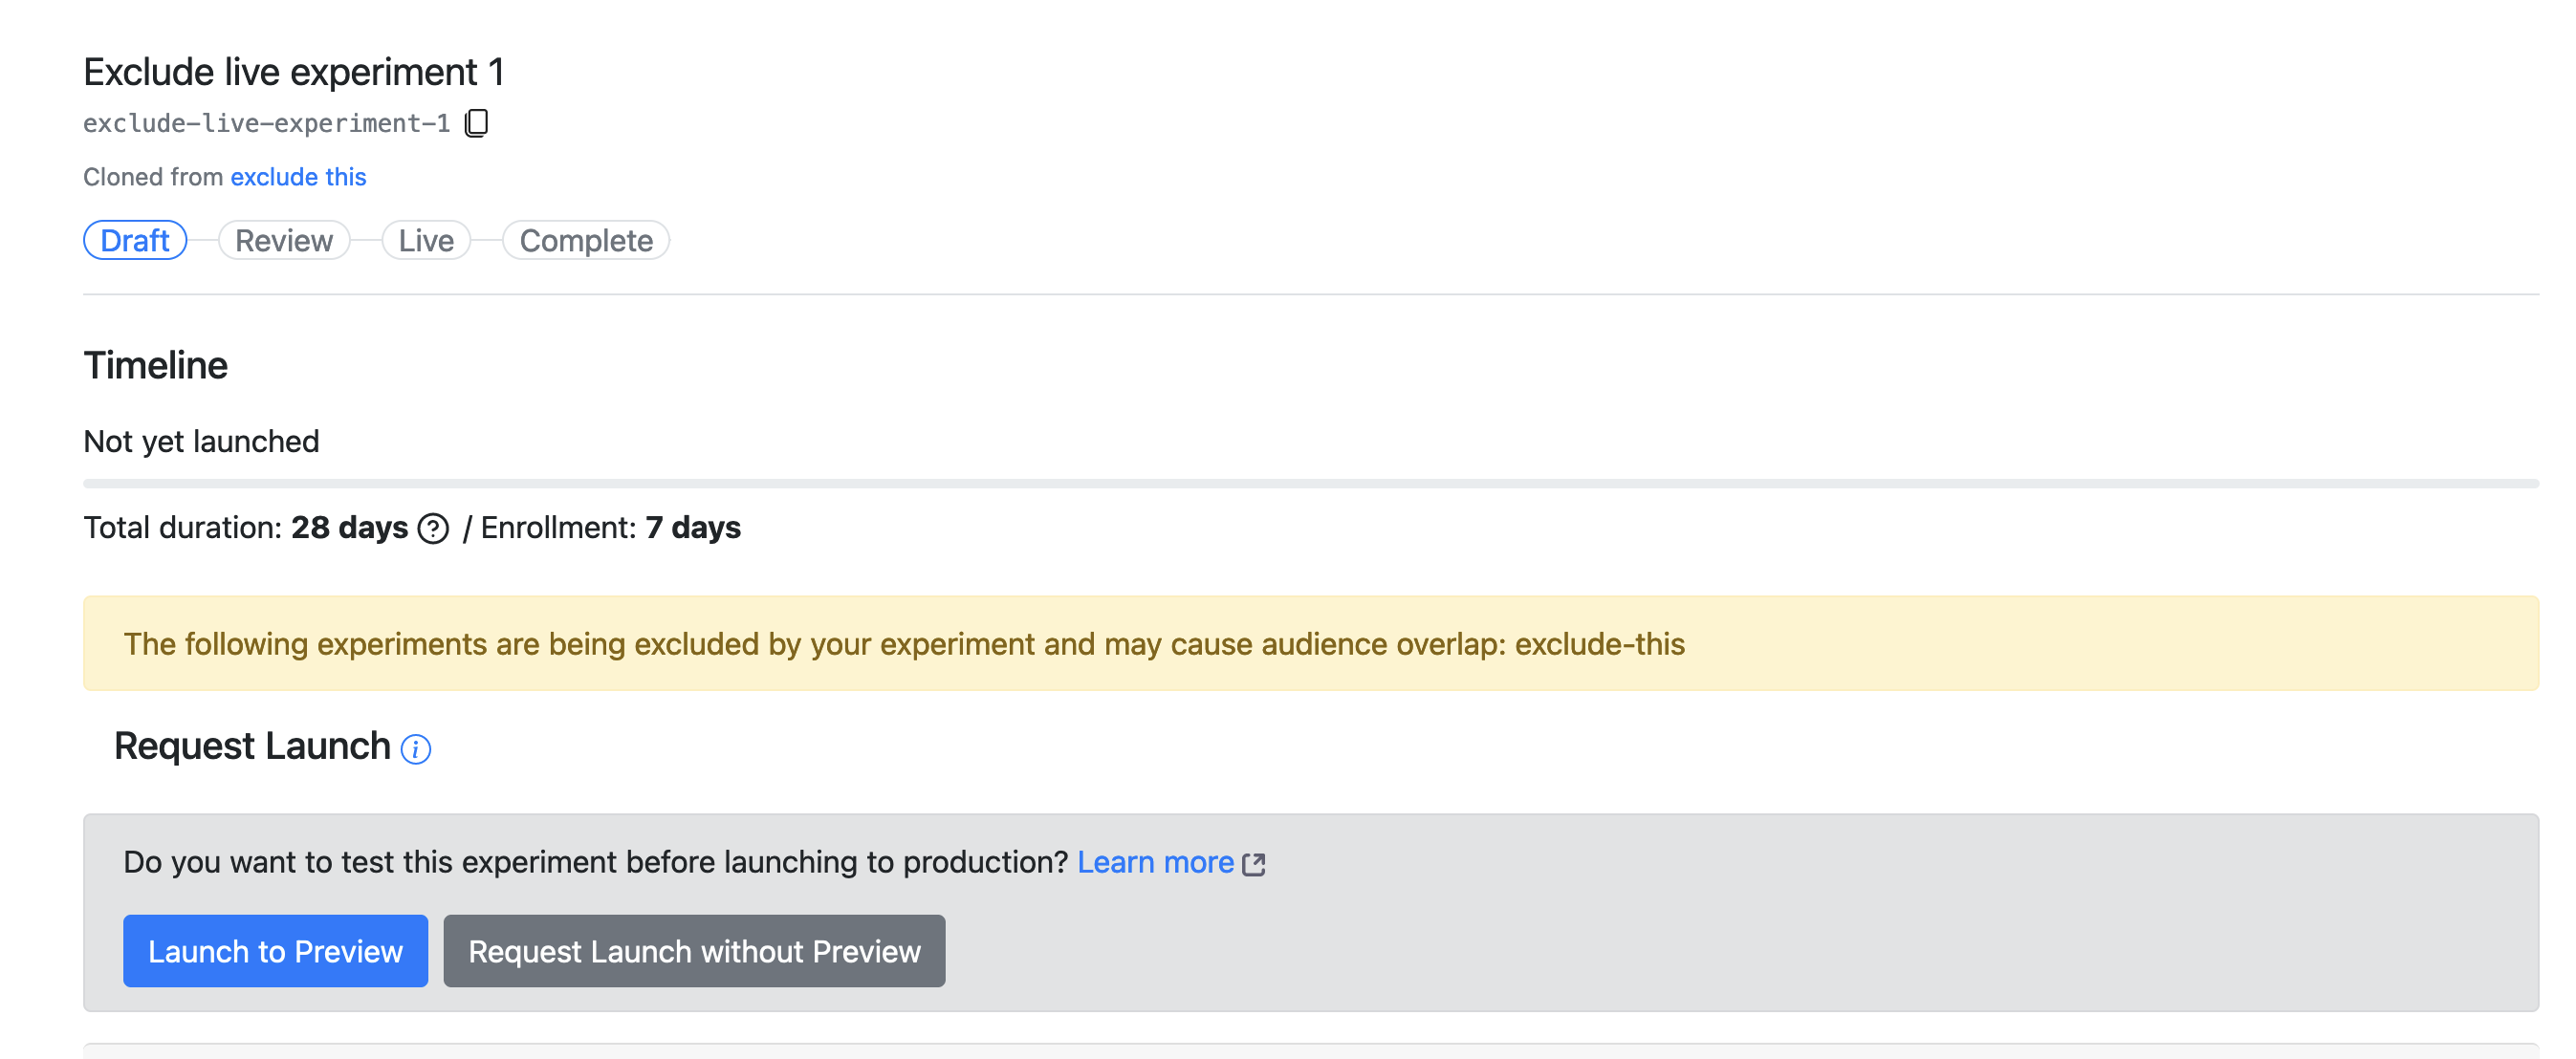 Exclude live experiment 1
exclude-live-experiment-1
Cloned from exclude this
Draft Review Live Complete
Timeline
Not yet launched
Total duration: 28 days ? / Enrollment: 7 days
The following experiments are being excluded by your experiment and may cause audience overlap: exclude-this
Request Launch i
Do you want to test this experiment before launching to production? Learn more
Launch to Preview Request Launch without Preview